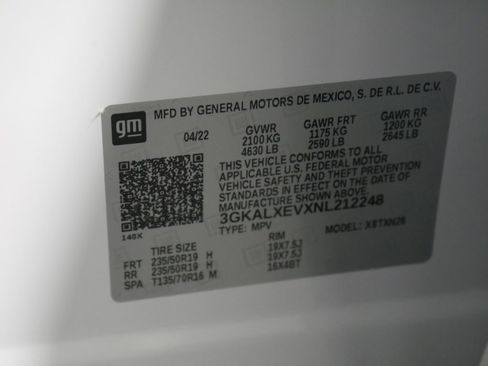 MFD BY GENERAL MOTORS DE MEXICO, S. DE R.L. DE C.V.
gm 04/22 GVWR GAWR FRT GAWR RR
2100 KG 1175 KG 1200 KG
4630 LB 2590 LB 2645 LB
THIS VEHICLE CONFORMS TO ALL
APPLICABLE U.S. FEDERAL MOTOR
VEHICLE SAFETY AND THEFT PREVENTION
STANDARDS IN EFFECT ON THE DATE OF
MANUFACTURE SHOWN ABOVE.
3GKALXEVXNL212248
140X TYPE: MPV MODEL: XBTXN26
TIRE SIZE RIM
FRT 235/50R19 H 19X7.5J
RR 235/50R19 H 19X7.5J
SPA T135/70R16 M 16X4BT